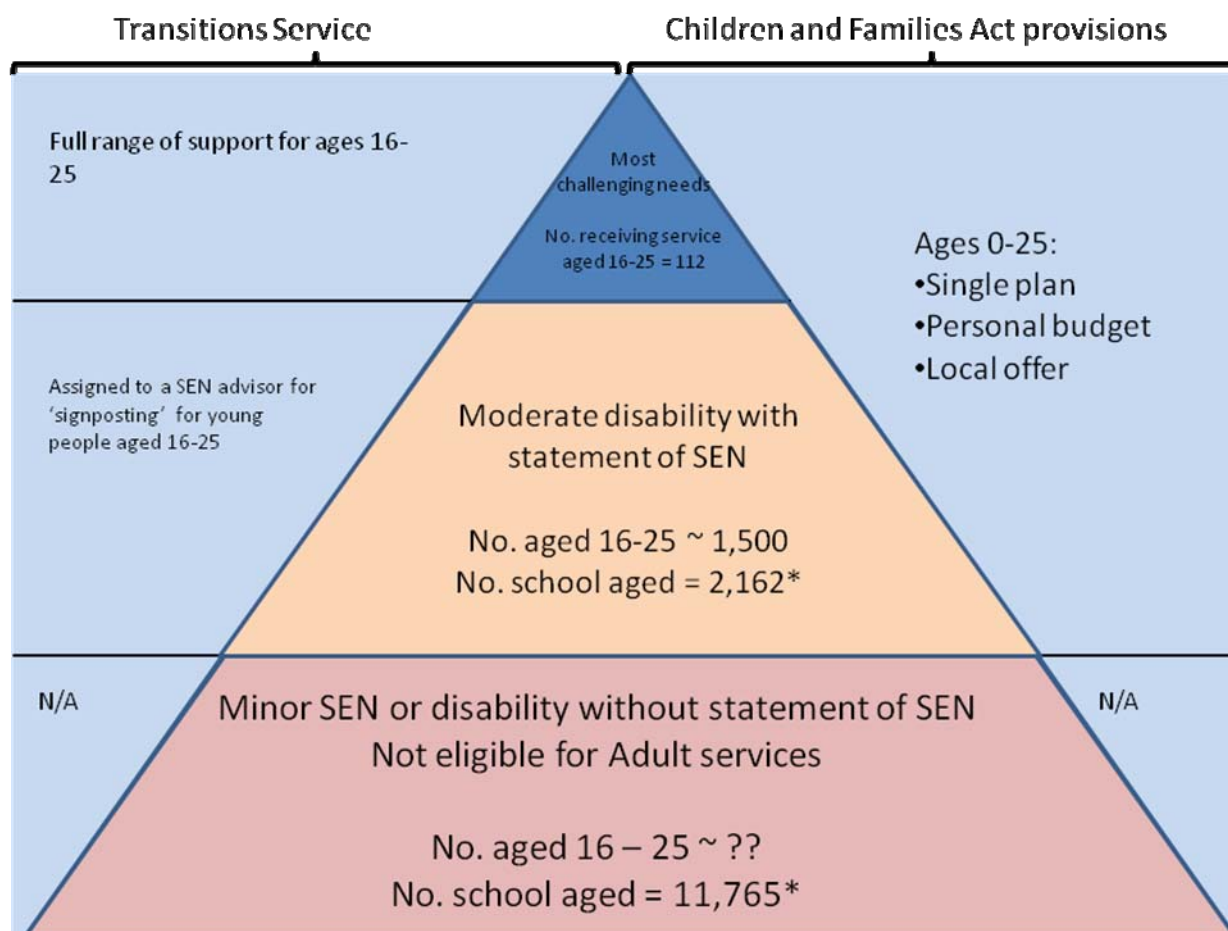 Transitions Service
Children and Families Act provisions
Full range of support for ages 16-
25
Most
challenging needs
No. receiving service
aged 16-25 = 112
Ages 0-25:
•Single plan
•Personal budget
•Local offer
Assigned to a SEN advisor for
‘signposting’ for young
people aged 16-25
Moderate disability with
statement of SEN
No. aged 16-25 ~ 1,500
No. school aged = 2,162*
N/A
Minor SEN or disability without statement of SEN
Not eligible for Adult services
N/A
No. aged 16 – 25 ~ ??
No. school aged = 11,765*